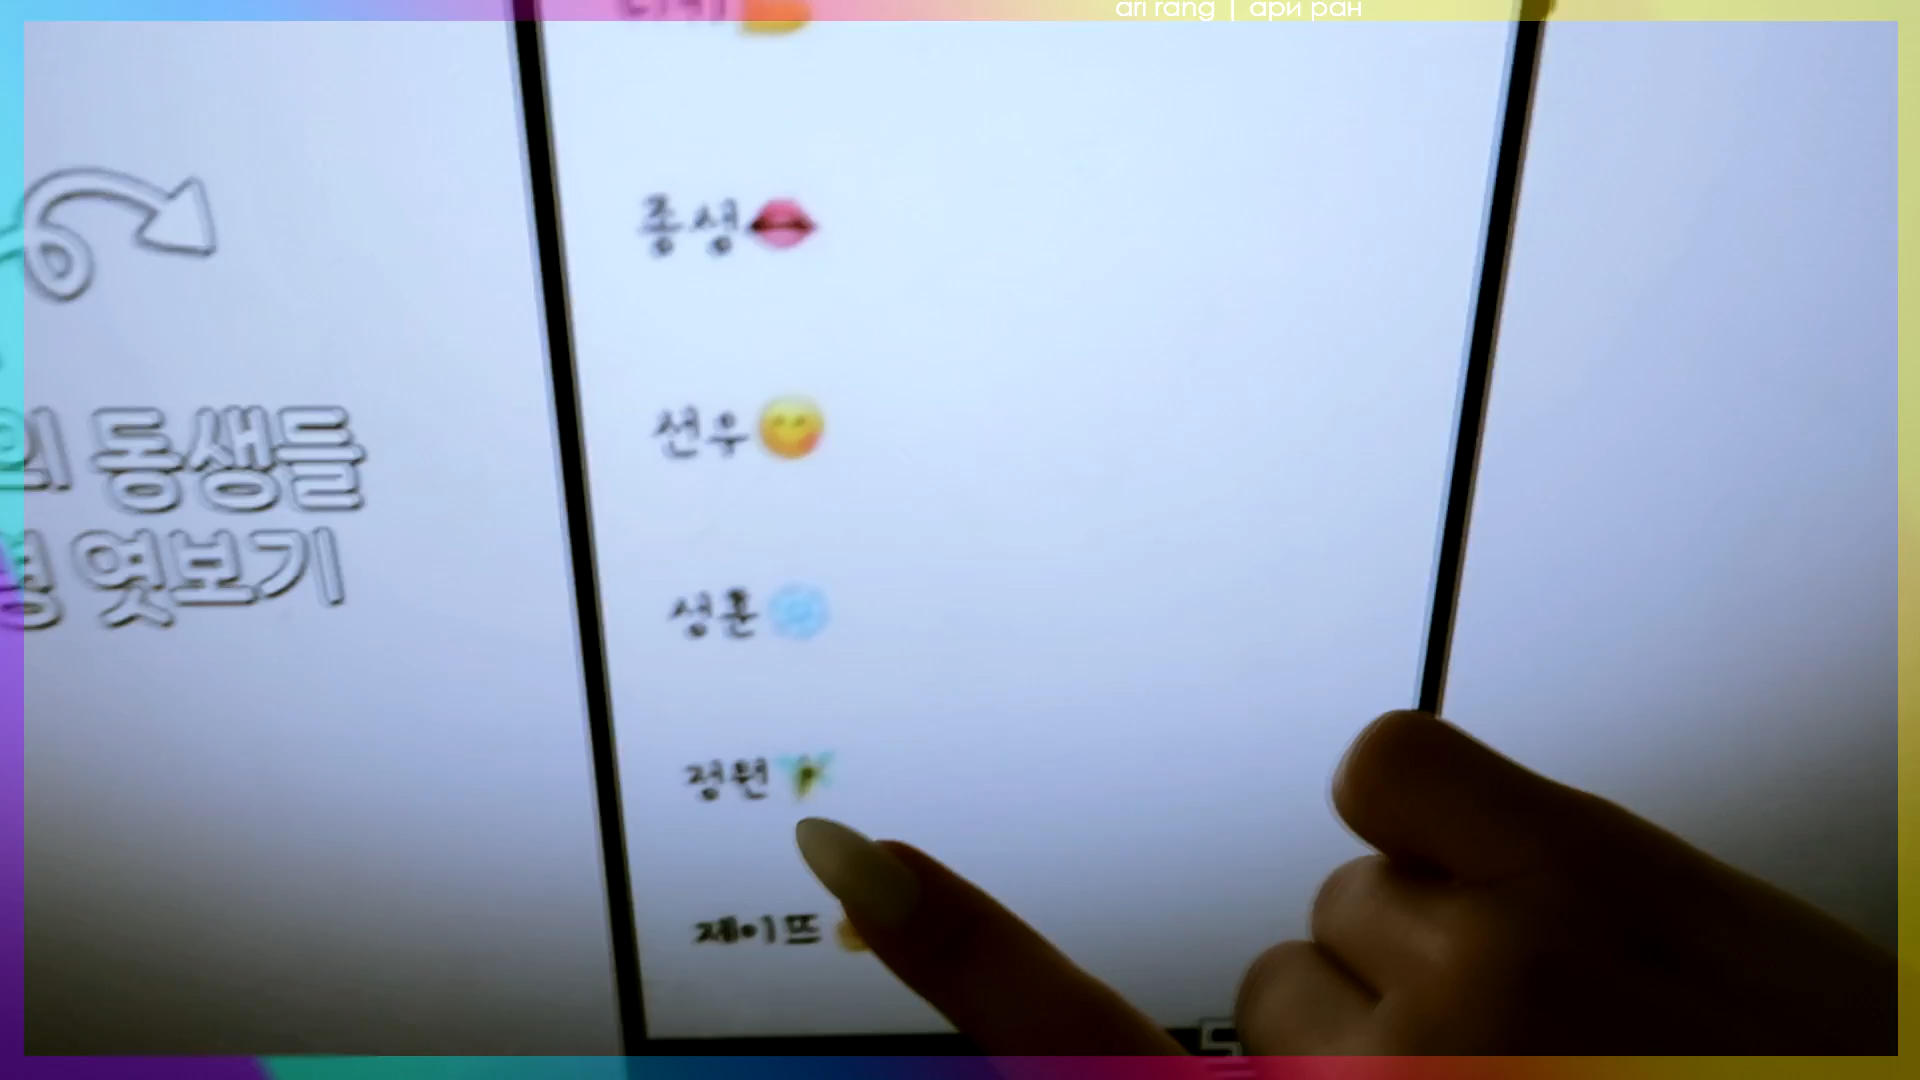 ari rang | ари ран
종성
선우
성훈
정원
제이뜨
의 동생들
엿보기